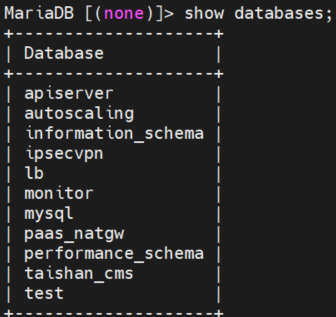 MariaDB [(none)]> show databases;
+--------------------+
| Database           |
+--------------------+
| apiserver          |
| autoscaling        |
| information_schema |
| ipsecvpn           |
| lb                 |
| monitor            |
| mysql              |
| paas_natgw         |
| performance_schema |
| taishan_cms        |
| test               |
+--------------------+